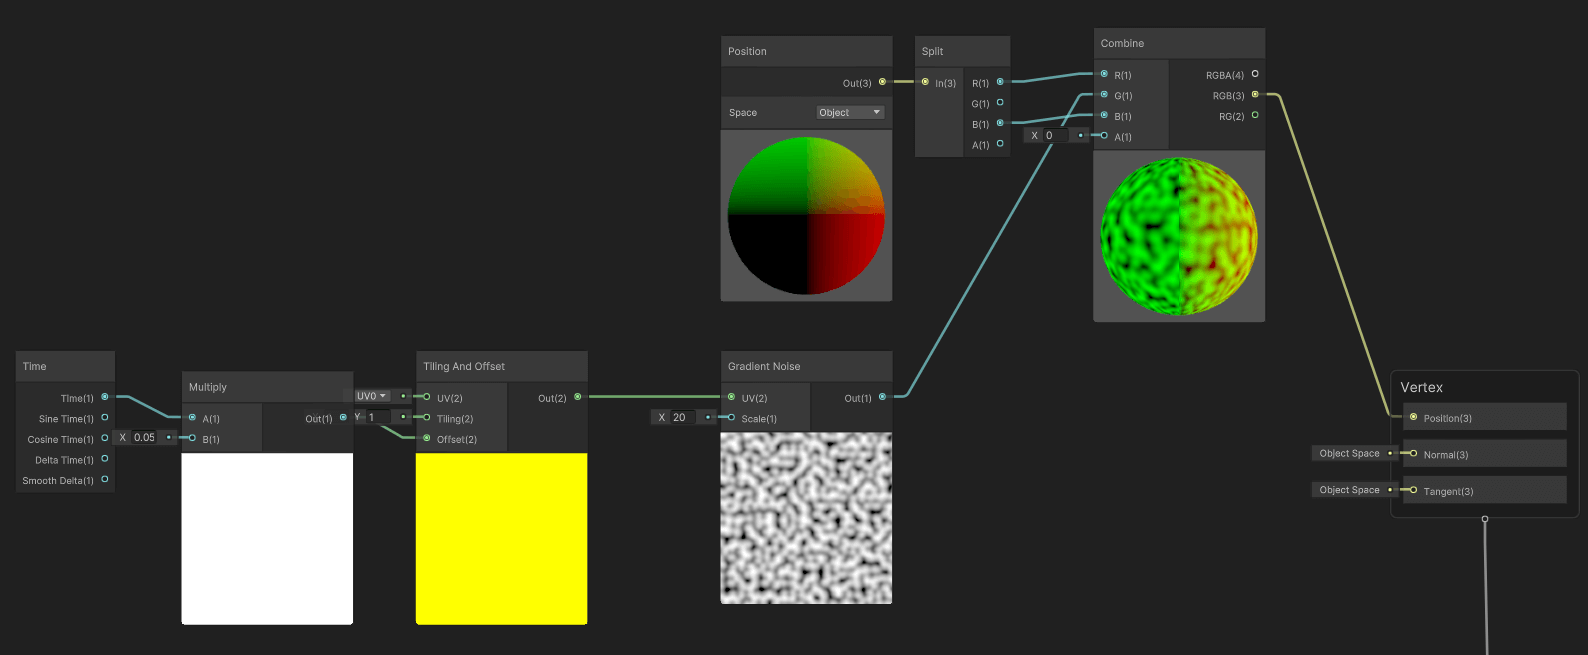 Position
Out(3)
Space
Object
Split
In(3)
R(1)
G(1)
B(1)
A(1)
Combine
R(1)
G(1)
B(1)
A(1)
X 0
RGBA(4)
RGB(3)
RG(2)
Time
Time(1)
Sine Time(1)
Cosine Time(1)
Delta Time(1)
Smooth Delta(1)
Multiply
A(1)
B(1)
X 0.05
Out(1)
Tiling And Offset
UV0
UV(2)
Y 1
Tiling(2)
Offset(2)
Out(2)
Gradient Noise
UV(2)
X 20
Scale(1)
Out(1)
Vertex
Position(3)
Object Space
Normal(3)
Object Space
Tangent(3)